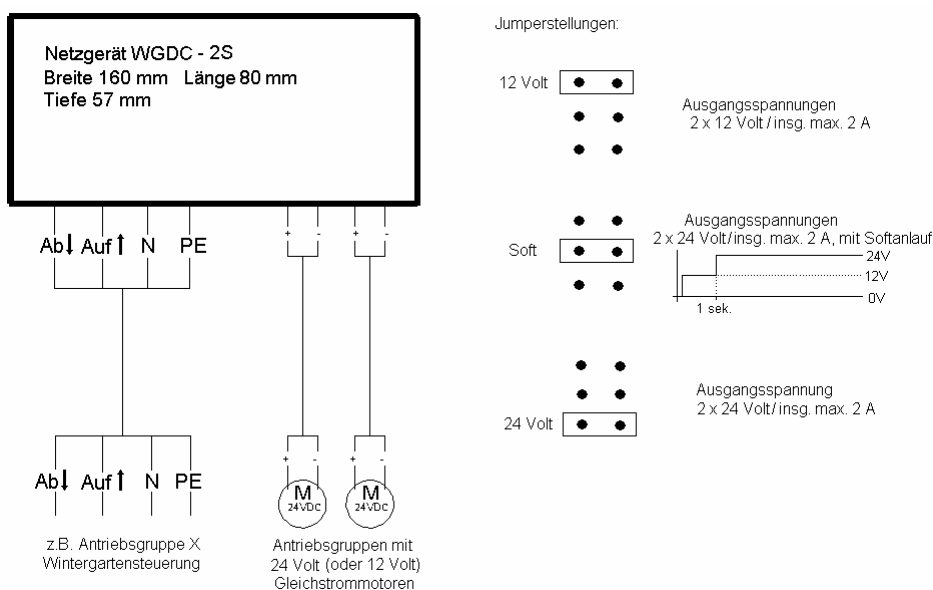 Netzgerät WGDC - 2S
Breite 160 mm Länge 80 mm
Tiefe 57 mm
Ab↓ Auf↑ N PE
+ - + -
+ - + -
Ab↓ Auf↑ N PE
M
24VDC
M
24VDC
z.B. Antriebsgruppe X
Wintergartensteuerung
Antriebsgruppen mit
24 Volt (oder 12 Volt)
Gleichstrommotoren
Jumperstellungen:
12 Volt
Ausgangsspannungen
2 x 12 Volt / insg. max. 2 A
Soft
Ausgangsspannungen
2 x 24 Volt/insg. max. 2 A, mit Softanlauf
24V
12V
0V
1 sek.
24 Volt
Ausgangsspannung
2 x 24 Volt/ insg. max. 2 A